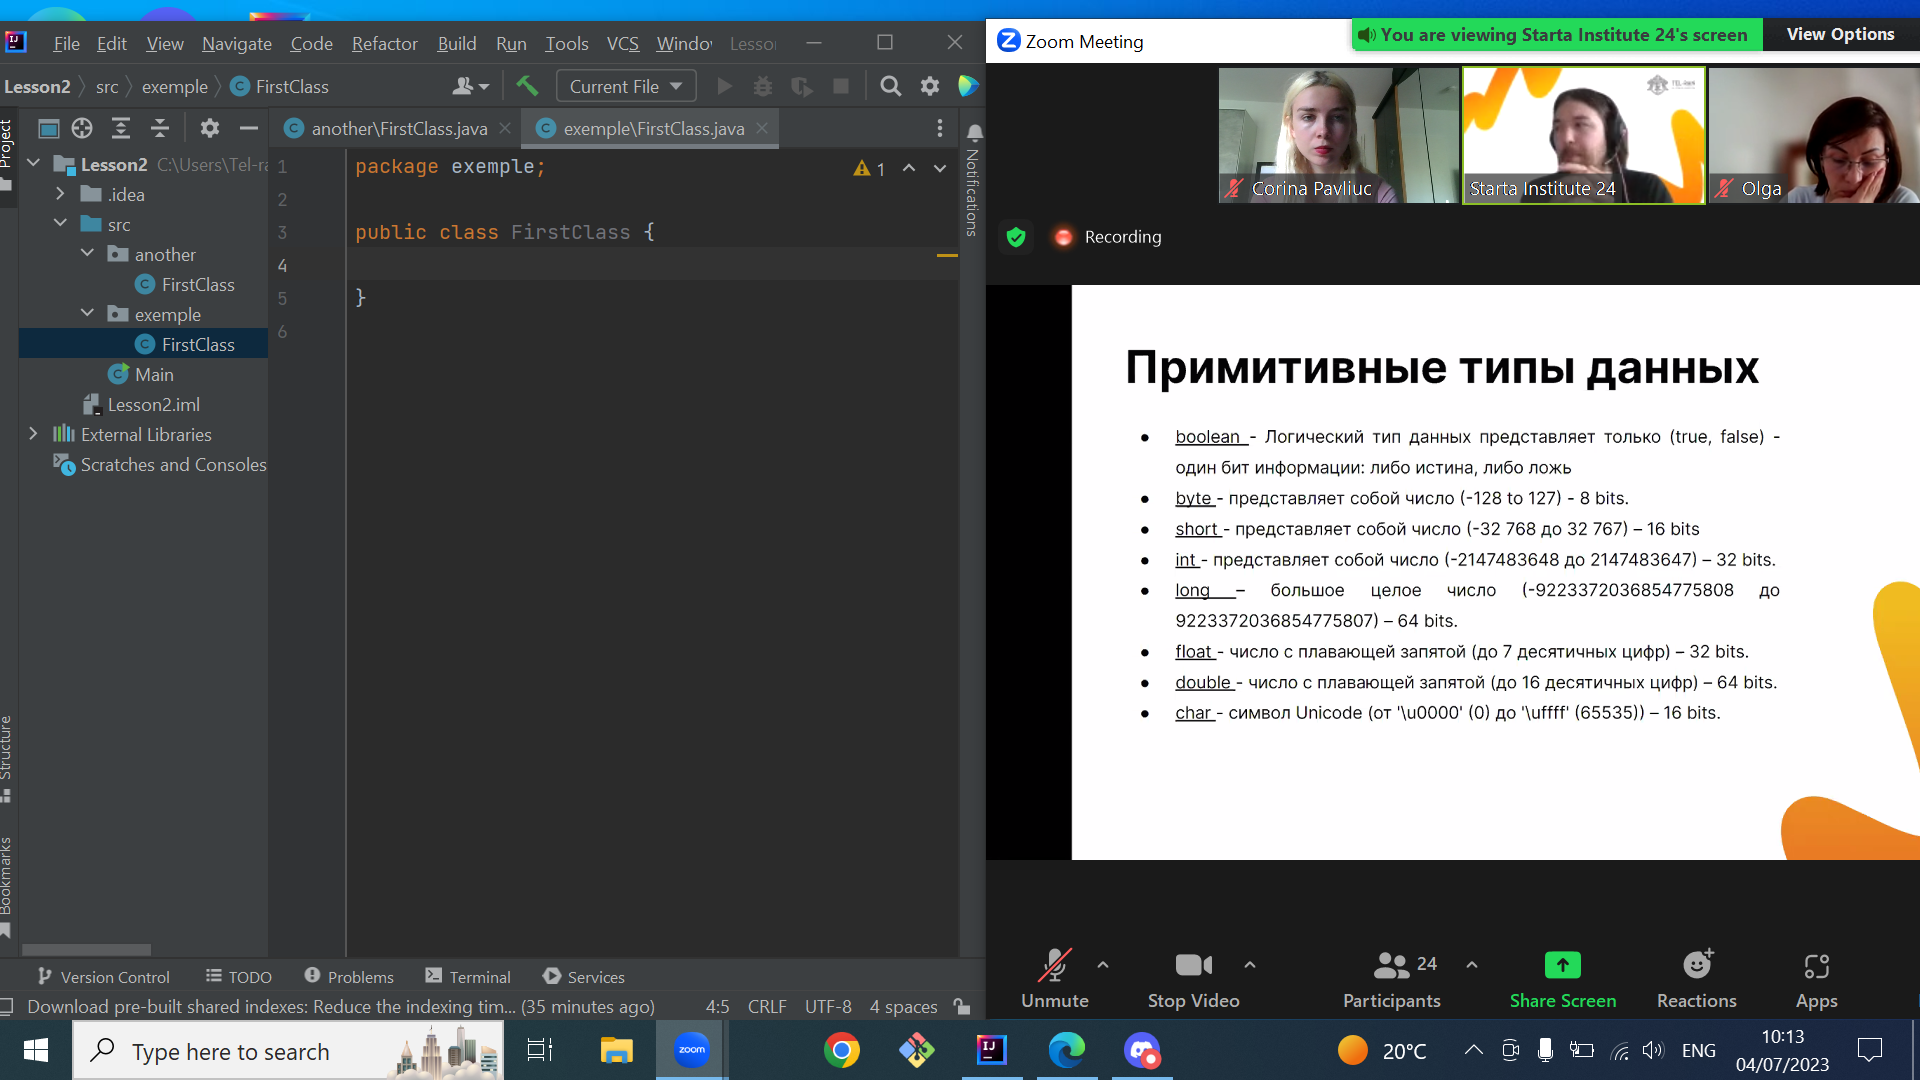 File Edit View Navigate Code Refactor Build Run Tools VCS Windo Lesso
Lesson2 src exemple FirstClass Current File
Project
another\FirstClass.java exemple\FirstClass.java
Lesson2 C:\Users\Tel-ra
.idea
src
another
FirstClass
exemple
FirstClass
Main
Lesson2.iml
External Libraries
Scratches and Consoles
1 package exemple;
2
3 public class FirstClass {
4
5 }
6
1
Notifications
Structure
Bookmarks
Version Control TODO Problems Terminal Services
Download pre-built shared indexes: Reduce the indexing tim... (35 minutes ago) 4:5 CRLF UTF-8 4 spaces
Zoom Meeting
You are viewing Starta Institute 24's screen View Options
Corina Pavliuc
Starta Institute 24
Olga
Recording
Примитивные типы данных
• boolean - Логический тип данных представляет только (true, false) -
один бит информации: либо истина, либо ложь
• byte - представляет собой число (-128 to 127) - 8 bits.
• short - представляет собой число (-32 768 до 32 767) – 16 bits
• int - представляет собой число (-2147483648 до 2147483647) – 32 bits.
• long – большое целое число (-9223372036854775808 до
9223372036854775807) – 64 bits.
• float - число с плавающей запятой (до 7 десятичных цифр) – 32 bits.
• double - число с плавающей запятой (до 16 десятичных цифр) – 64 bits.
• char - символ Unicode (от '\u0000' (0) до '\uffff' (65535)) – 16 bits.
24
Unmute Stop Video Participants Share Screen Reactions Apps
Type here to search
zoom
20°C
ENG
10:13
04/07/2023